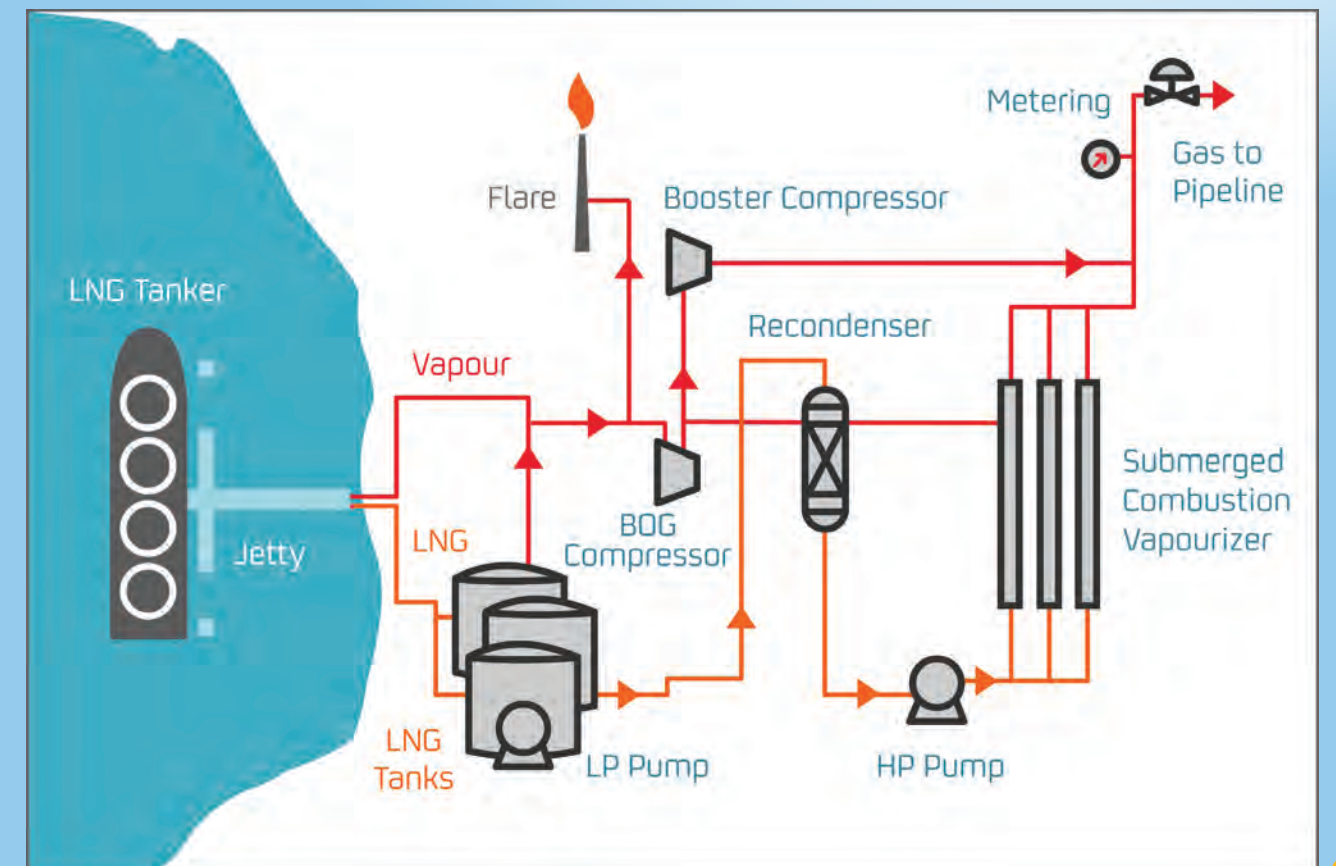 Metering
Gas to
Pipeline
Flare
Booster Compressor
LNG Tanker
Recondenser
Vapour
Submerged
Combustion
Vapourizer
BOG
Compressor
LNG
Jetty
LNG
Tanks
LP Pump
HP Pump